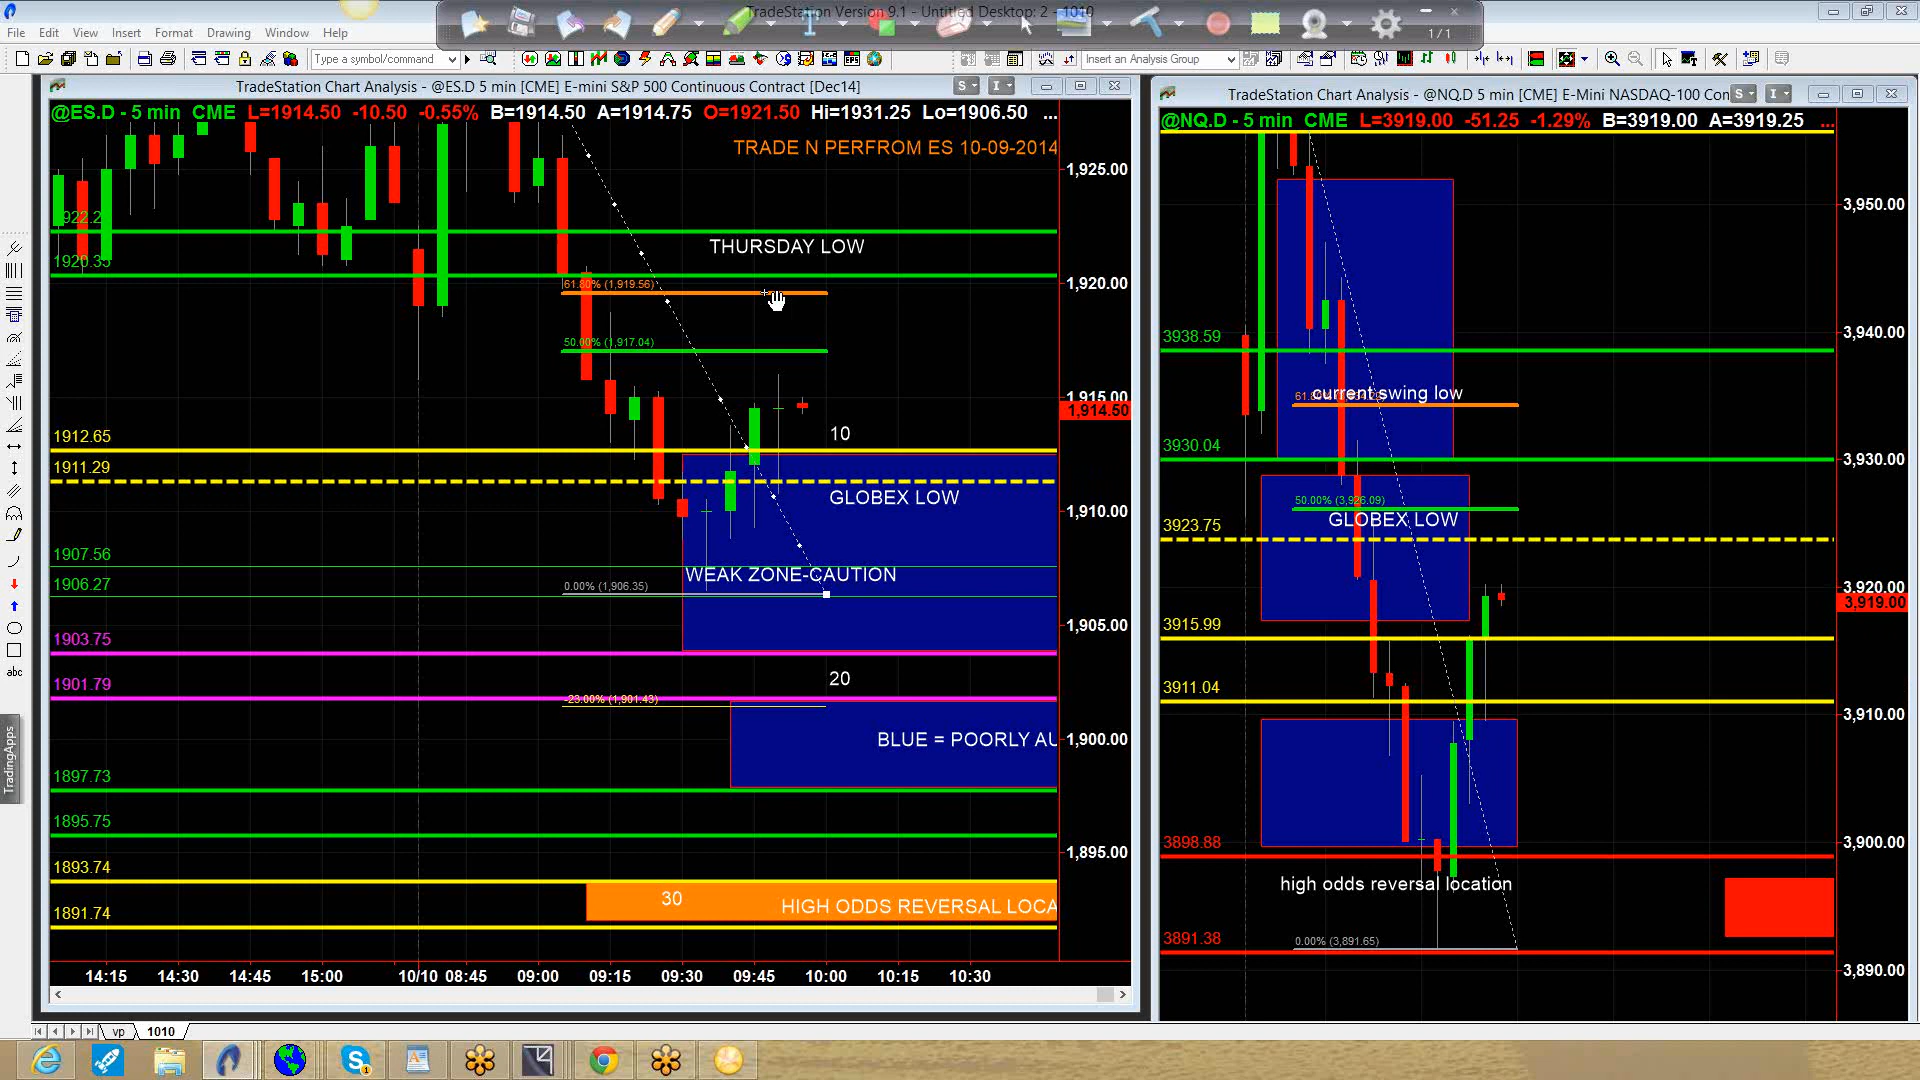 TradeStation Version 9.1 - Untitled Desktop: 2 - 1010
1/1
File Edit View Insert Format Drawing Window Help
Type a symbol/command
Insert an Analysis Group
TradeStation Chart Analysis - @ES.D 5 min [CME] E-mini S&P 500 Continuous Contract [Dec14]
S I
@ES.D - 5 min CME L=1914.50 -10.50 -0.55% B=1914.50 A=1914.75 O=1921.50 Hi=1931.25 Lo=1906.50 ...
TRADE N PERFROM ES 10-09-2014
1,925.00
THURSDAY LOW
1920.35
61.80% (1,919.56)
1,920.00
50.00% (1,917.04)
1,915.00
1,914.50
10
1912.65
1911.29
GLOBEX LOW
1,910.00
1907.56
WEAK ZONE-CAUTION
1906.27
0.00% (1,906.35)
1,905.00
1903.75
20
1901.79
-23.00% (1,901.43)
BLUE = POORLY AU
1,900.00
1897.73
1895.75
1,895.00
1893.74
30
HIGH ODDS REVERSAL LOCA
1891.74
14:15 14:30 14:45 15:00 10/10 08:45 09:00 09:15 09:30 09:45 10:00 10:15 10:30
TradeStation Chart Analysis - @NQ.D 5 min [CME] E-Mini NASDAQ-100 Con
S I
@NQ.D - 5 min CME L=3919.00 -51.25 -1.29% B=3919.00 A=3919.25 ...
3,950.00
3938.59
3,940.00
current swing low
3930.04
3,930.00
50.00% (3,926.09)
GLOBEX LOW
3923.75
3,920.00
3,919.00
3915.99
3911.04
3,910.00
3898.88
3,900.00
high odds reversal location
3891.38
0.00% (3,891.65)
3,890.00
abc
TradingApps
vp 1010